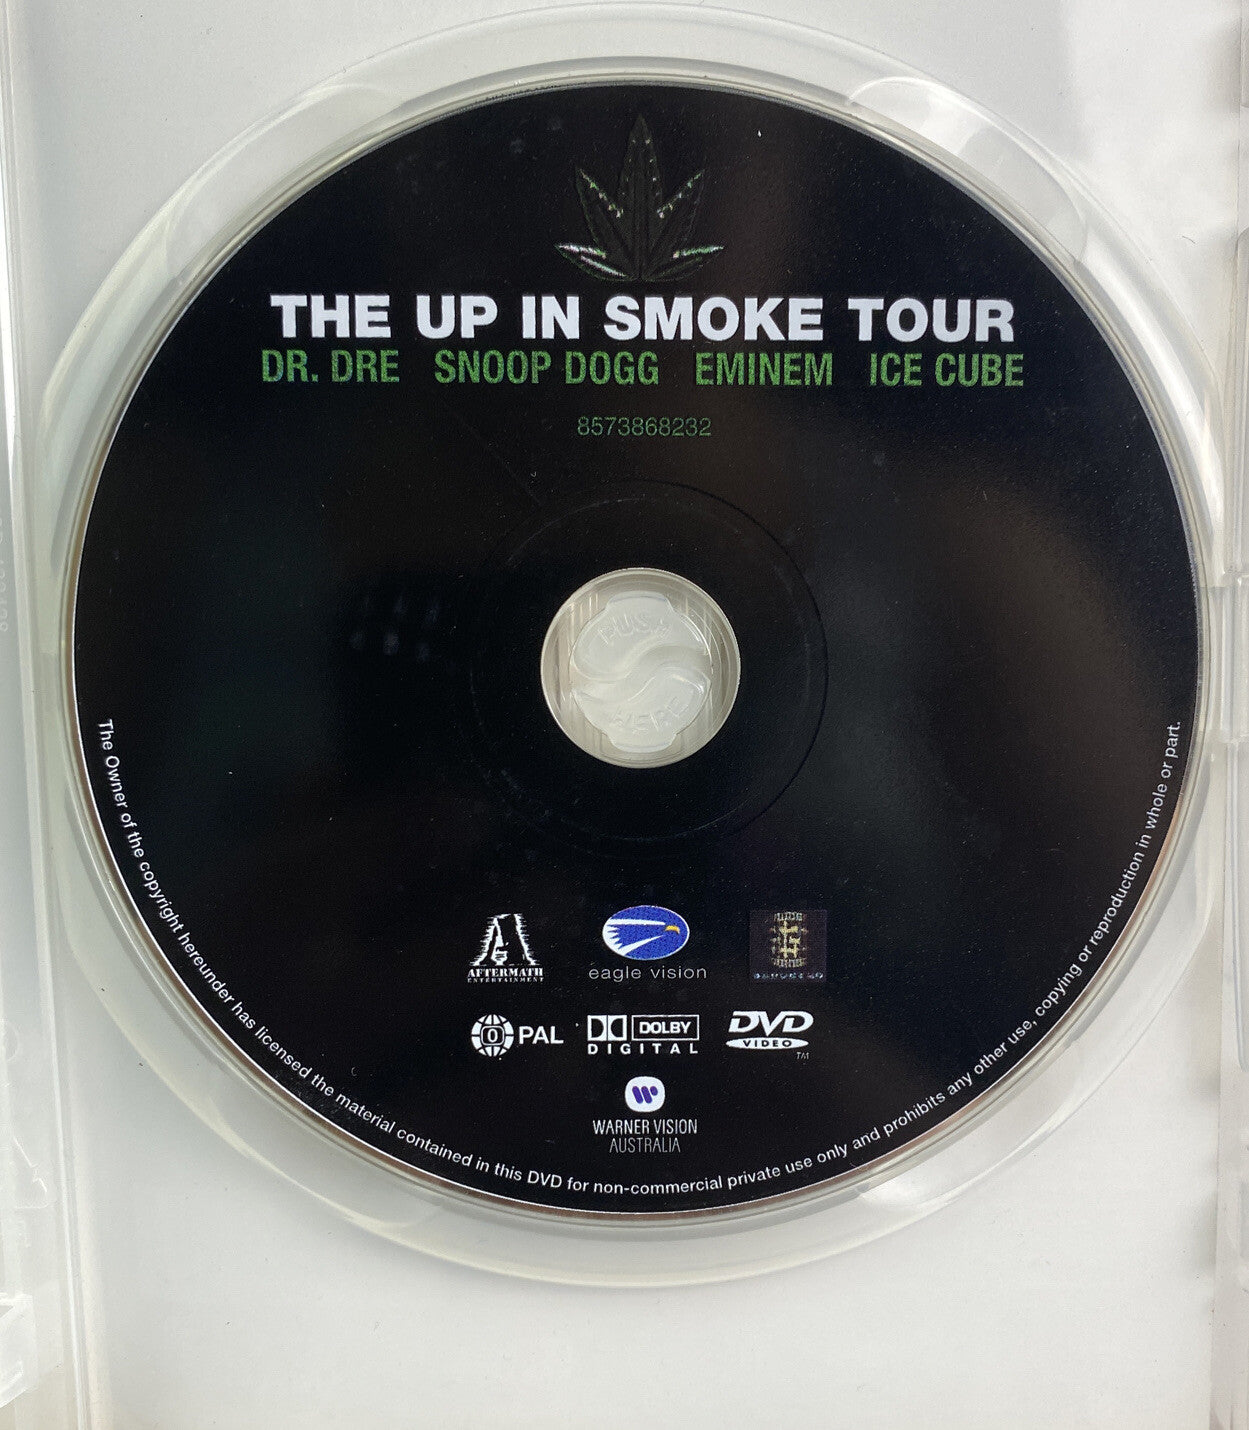 THE UP IN SMOKE TOUR
DR. DRE SNOOP DOGG EMINEM ICE CUBE
8573868232
PUSH
HERE
AFTERMATH
ENTERTAINMENT
eagle vision
0 PAL
DOLBY
DIGITAL
DVD
VIDEO
TM
WARNER VISION
AUSTRALIA
The Owner of the copyright hereunder has licensed the material contained in this DVD for non-commercial private use only and prohibits any other use, copying or reproduction in whole or part.